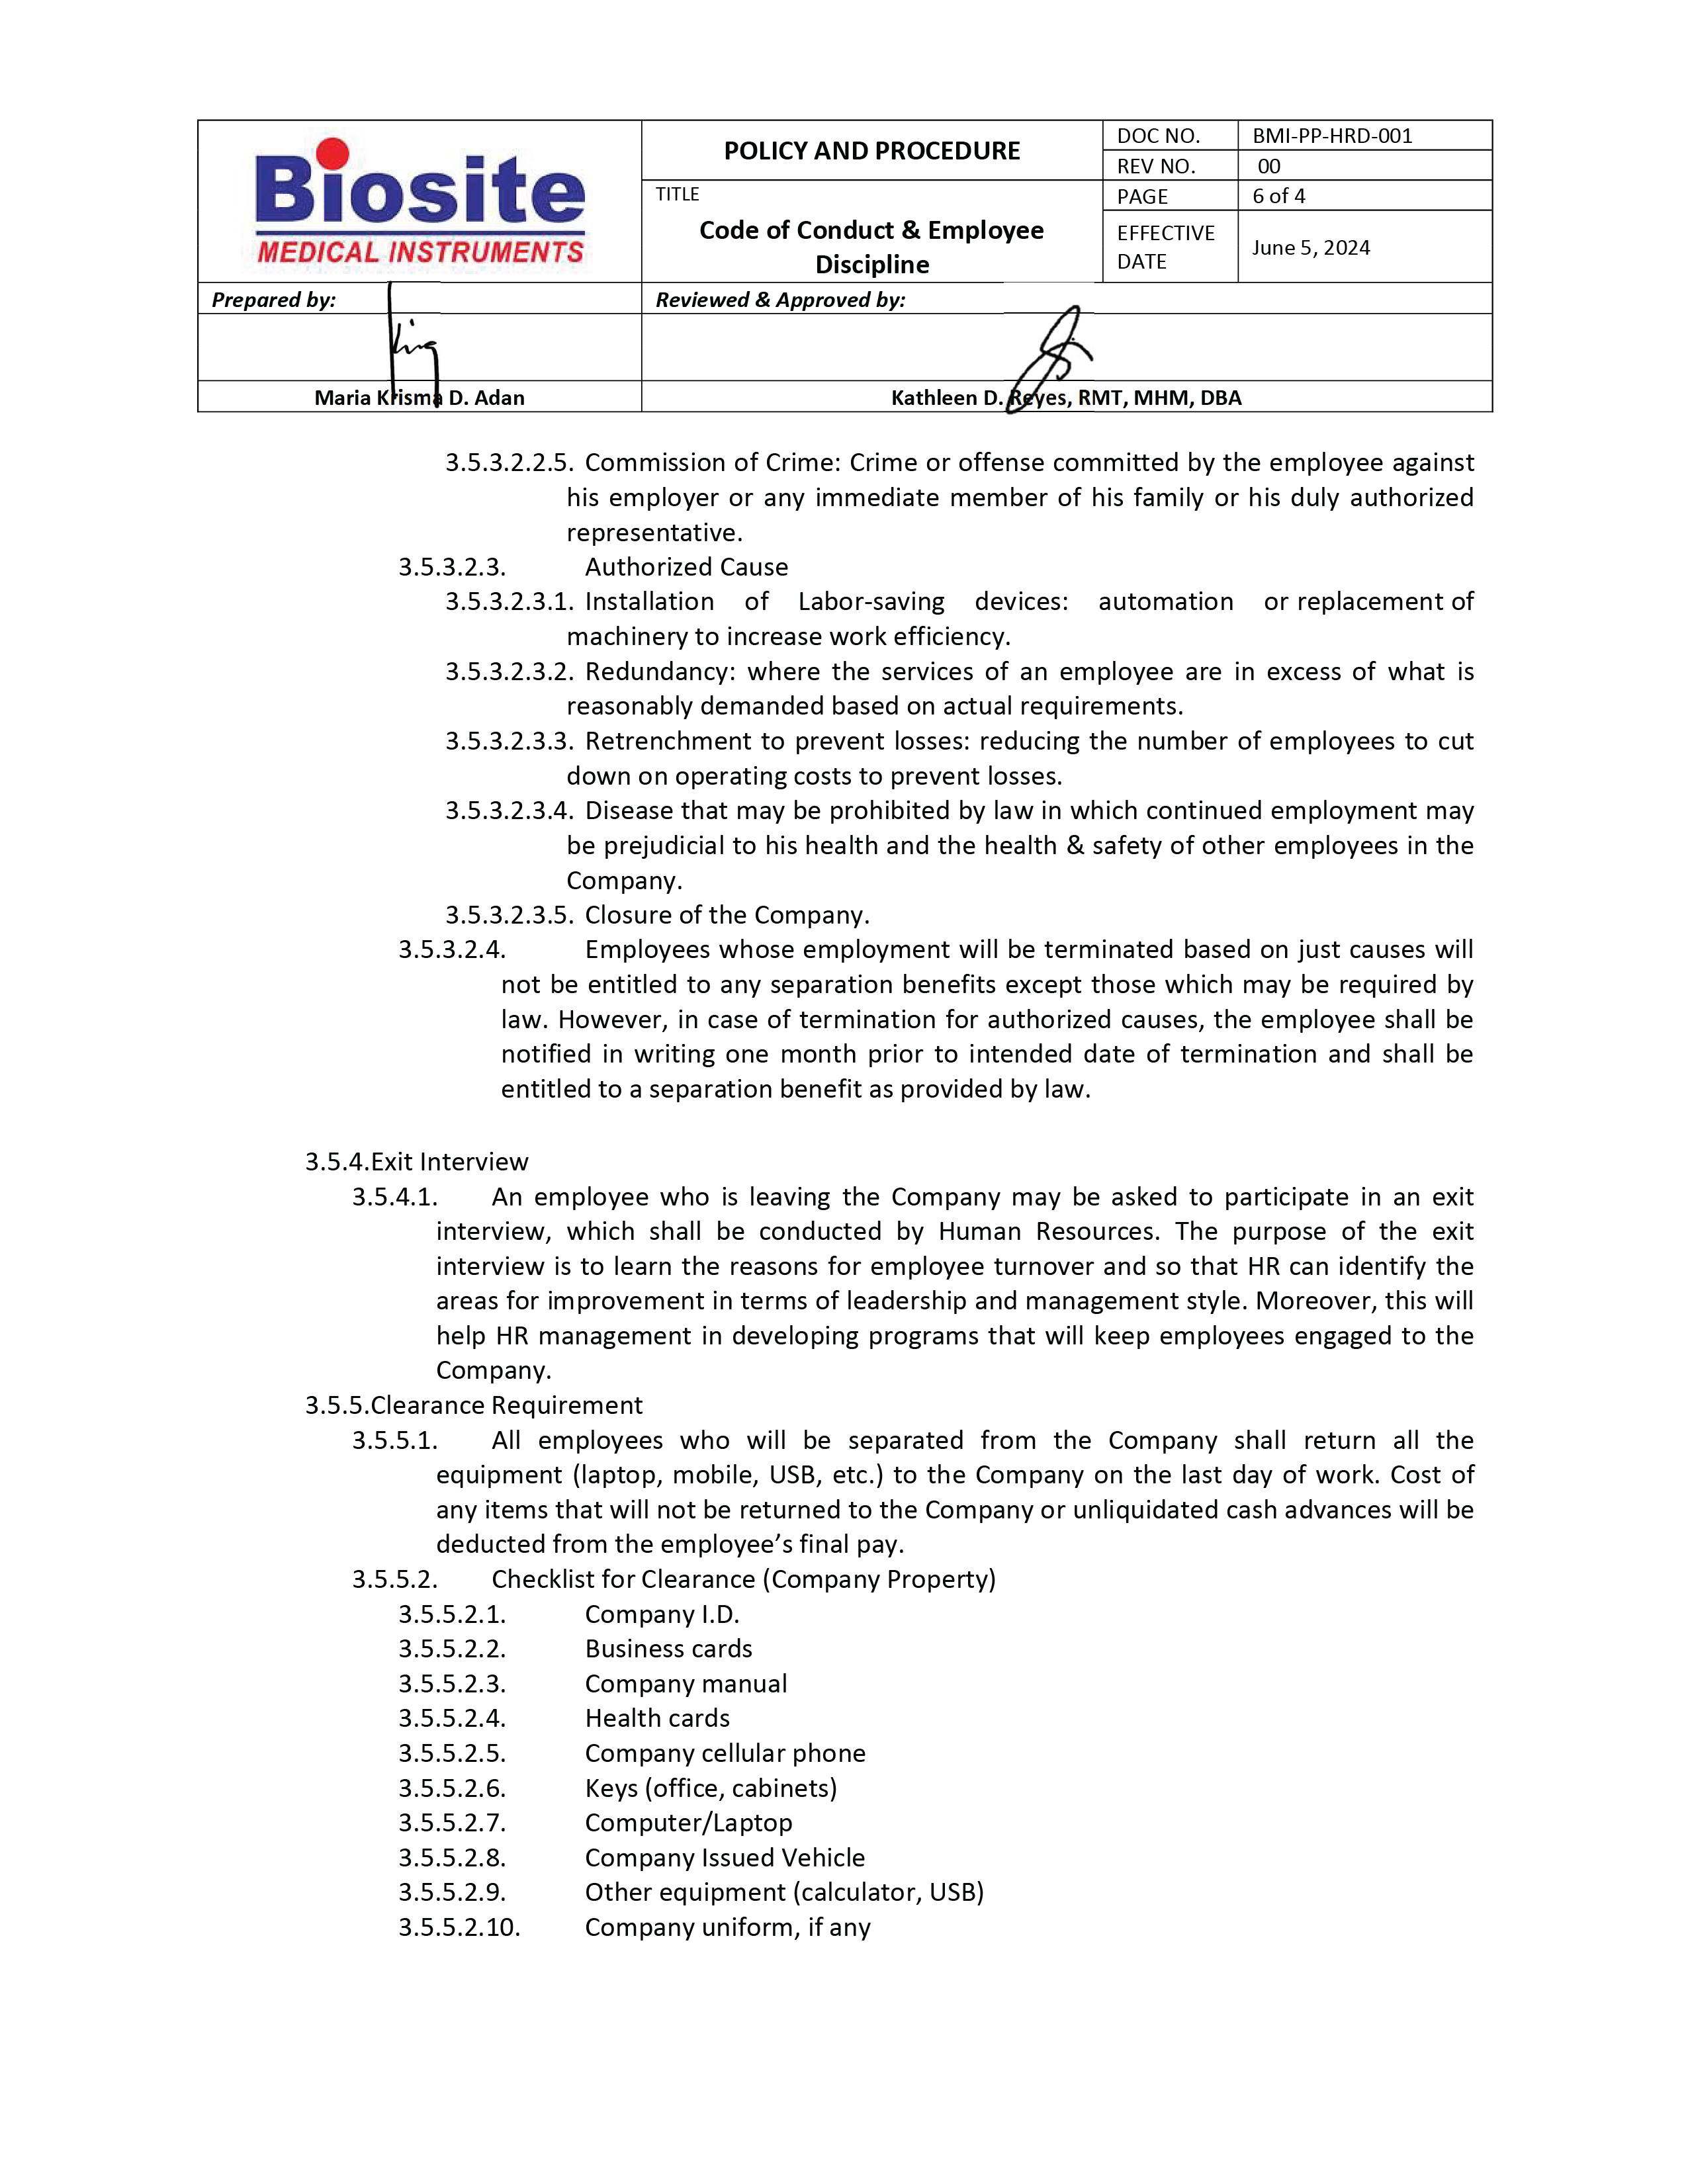 Biosite
MEDICAL INSTRUMENTS
POLICY AND PROCEDURE
DOC NO. BMI-PP-HRD-001
REV NO. 00
TITLE
Code of Conduct & Employee
Discipline
PAGE 6 of 4
EFFECTIVE
DATE
June 5, 2024
Prepared by:
Reviewed & Approved by:
Maria Krisma D. Adan
Kathleen D. Reyes, RMT, MHM, DBA
3.5.3.2.2.5. Commission of Crime: Crime or offense committed by the employee against
his employer or any immediate member of his family or his duly authorized
representative.
3.5.3.2.3. Authorized Cause
3.5.3.2.3.1. Installation of Labor-saving devices: automation or replacement of
machinery to increase work efficiency.
3.5.3.2.3.2. Redundancy: where the services of an employee are in excess of what is
reasonably demanded based on actual requirements.
3.5.3.2.3.3. Retrenchment to prevent losses: reducing the number of employees to cut
down on operating costs to prevent losses.
3.5.3.2.3.4. Disease that may be prohibited by law in which continued employment may
be prejudicial to his health and the health & safety of other employees in the
Company.
3.5.3.2.3.5. Closure of the Company.
3.5.3.2.4. Employees whose employment will be terminated based on just causes will
not be entitled to any separation benefits except those which may be required by
law. However, in case of termination for authorized causes, the employee shall be
notified in writing one month prior to intended date of termination and shall be
entitled to a separation benefit as provided by law.
3.5.4.Exit Interview
3.5.4.1. An employee who is leaving the Company may be asked to participate in an exit
interview, which shall be conducted by Human Resources. The purpose of the exit
interview is to learn the reasons for employee turnover and so that HR can identify the
areas for improvement in terms of leadership and management style. Moreover, this will
help HR management in developing programs that will keep employees engaged to the
Company.
3.5.5.Clearance Requirement
3.5.5.1. All employees who will be separated from the Company shall return all the
equipment (laptop, mobile, USB, etc.) to the Company on the last day of work. Cost of
any items that will not be returned to the Company or unliquidated cash advances will be
deducted from the employee’s final pay.
3.5.5.2. Checklist for Clearance (Company Property)
3.5.5.2.1. Company I.D.
3.5.5.2.2. Business cards
3.5.5.2.3. Company manual
3.5.5.2.4. Health cards
3.5.5.2.5. Company cellular phone
3.5.5.2.6. Keys (office, cabinets)
3.5.5.2.7. Computer/Laptop
3.5.5.2.8. Company Issued Vehicle
3.5.5.2.9. Other equipment (calculator, USB)
3.5.5.2.10. Company uniform, if any